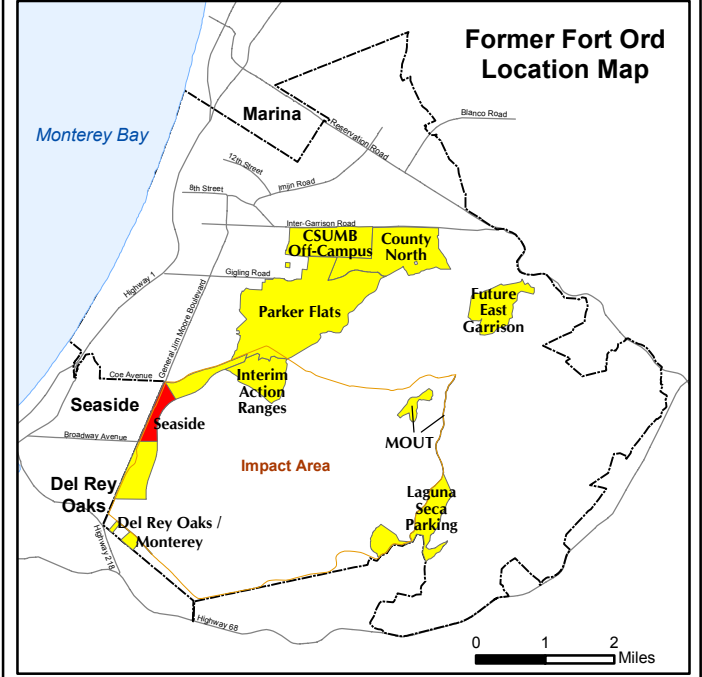 Former Fort Ord
Location Map
Blanco Road
Marina
Reservation Road
Monterey Bay
12th Street
8th Street
Imjin Road
Inter-Garrison Road
CSUMB
Off-Campus
County
North
Gigling Road
Highway 1
General Jim Moore Boulevard
Parker Flats
Future
East
Garrison
Coe Avenue
Interim
Action
Ranges
Seaside
Seaside
Broadway Avenue
MOUT
Impact Area
Del Rey
Oaks
Laguna
Seca
Parking
Del Rey Oaks /
Monterey
Highway 218
Highway 68
0 1 2
Miles